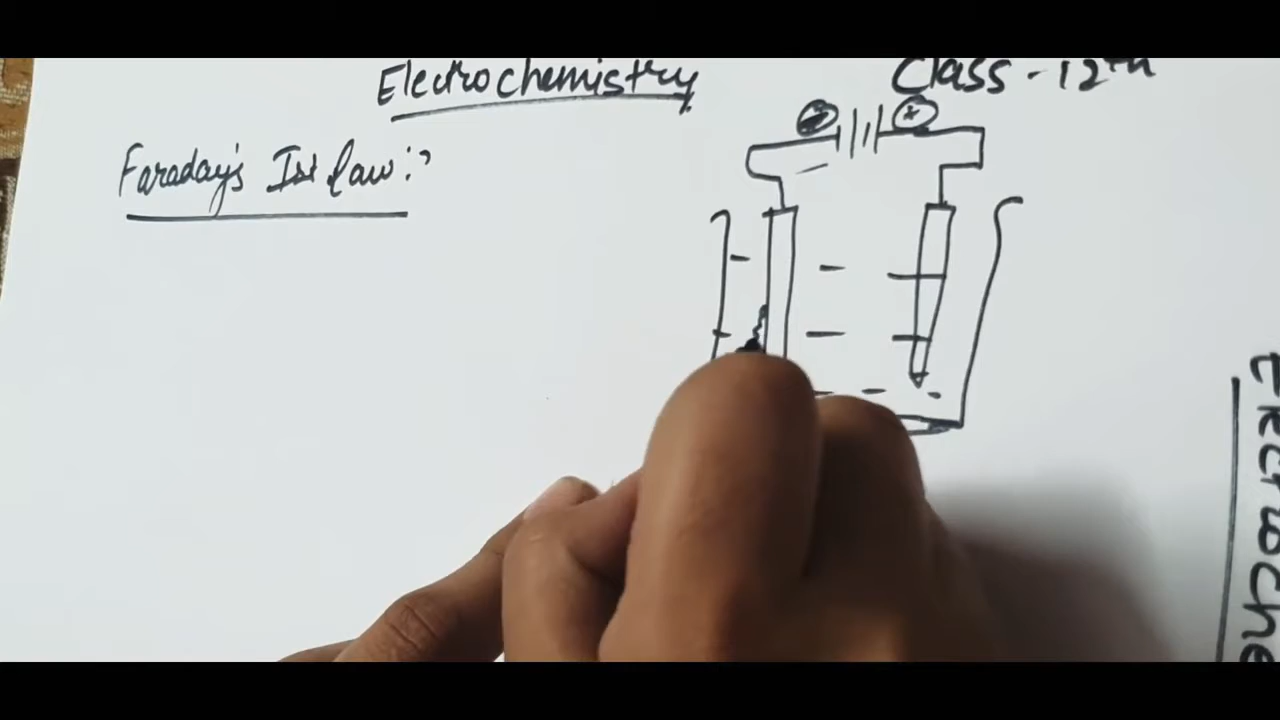 Electrochemistry
Class - 12th
Faraday's Ist law :-
+